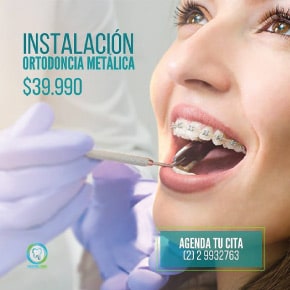 INSTALACIÓN
ORTODONCIA METÁLICA
$39.990
AGENDA TU CITA
(2) 2 9932763